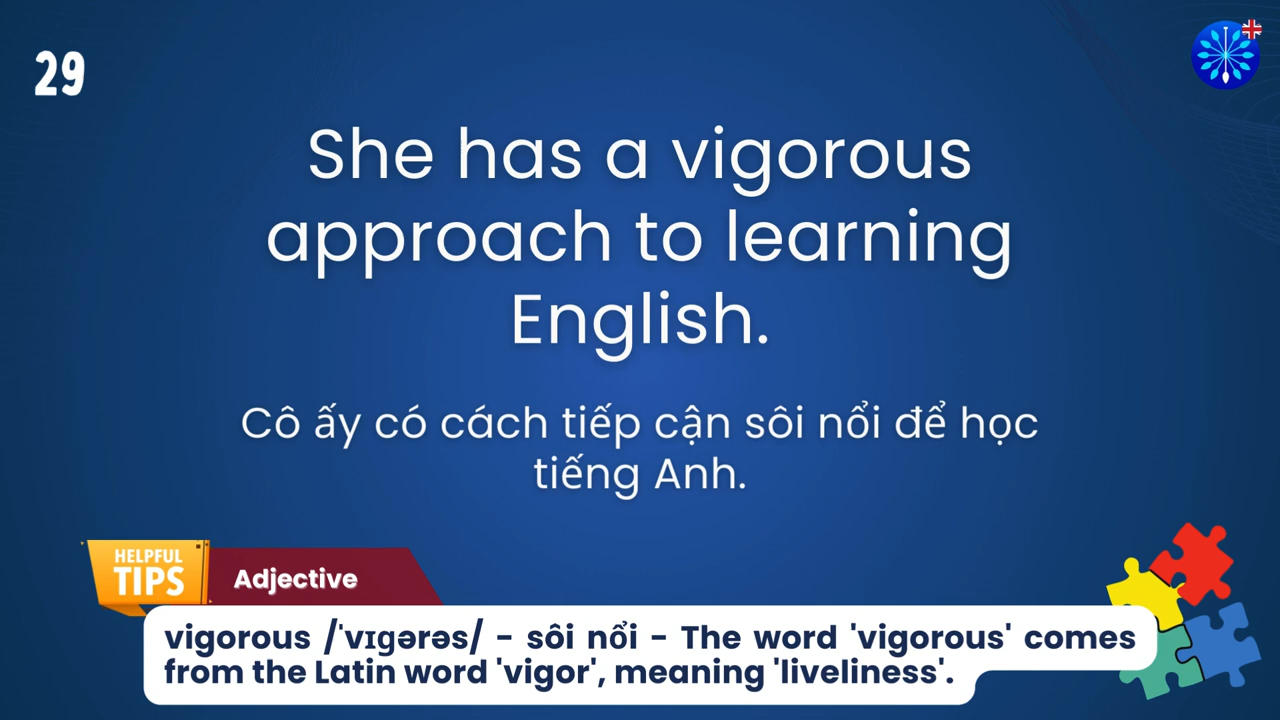 29
She has a vigorous
approach to learning
English.
Cô ấy có cách tiếp cận sôi nổi để học
tiếng Anh.
HELPFUL
TIPS
Adjective
vigorous /ˈvɪɡərəs/ - sôi nổi - The word 'vigorous' comes
from the Latin word 'vigor', meaning 'liveliness'.